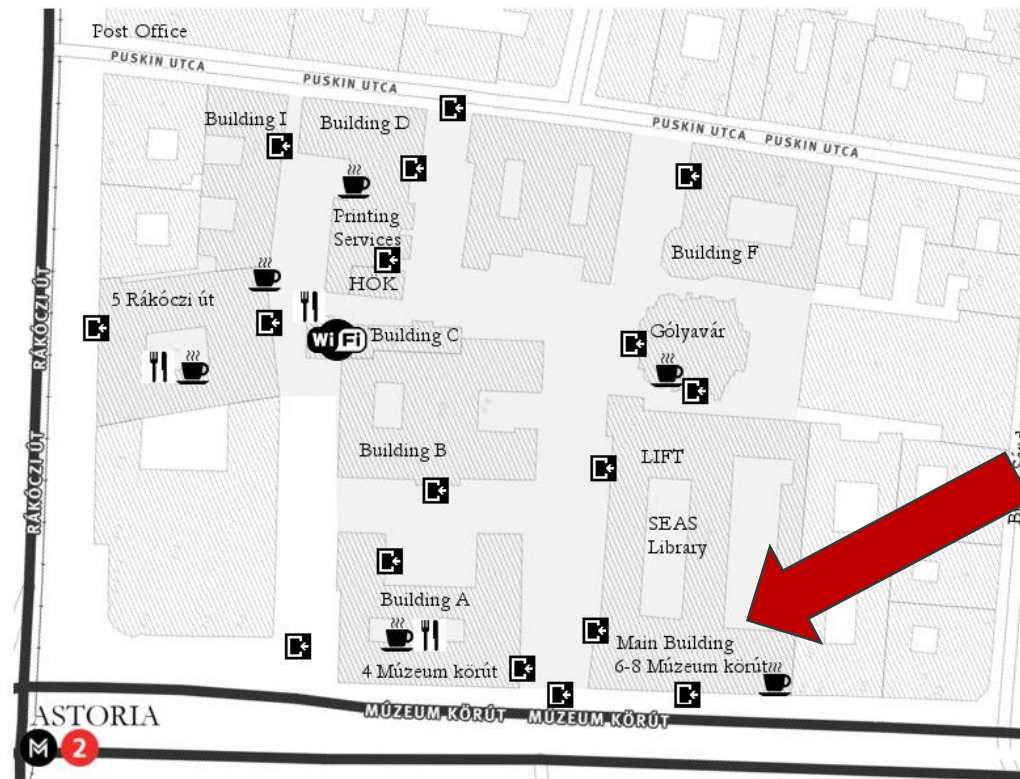 Post Office
PUSKIN UTCA
PUSKIN UTCA
PUSKIN UTCA PUSKIN UTCA
Building I
Building D
Printing
Services
HÖK
Building F
5 Rákóczi út
RÁKÓCZI ÚT
WiFi
Building C
Gólyavár
Building B
LIFT
RÁKÓCZI ÚT
SEAS
Library
Building A
4 Múzeum körút
Main Building
6-8 Múzeum körút
MÚZEUM KÖRÚT MÚZEUM KÖRÚT
ASTORIA
M 2